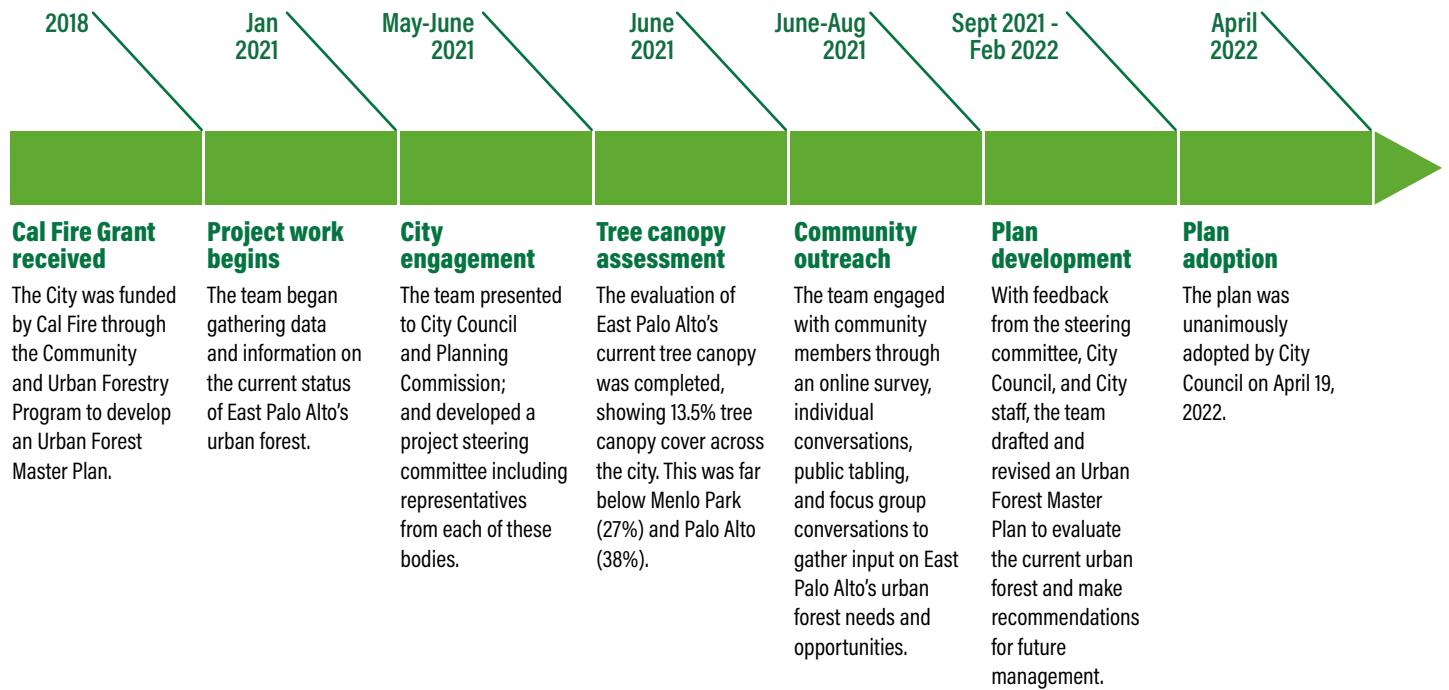 2018
Jan
2021
May-June
2021
June
2021
June-Aug
2021
Sept 2021 -
Feb 2022
April
2022
Cal Fire Grant
received
The City was funded
by Cal Fire through
the Community
and Urban Forestry
Program to develop
an Urban Forest
Master Plan.
Project work
begins
The team began
gathering data
and information on
the current status
of East Palo Alto's
urban forest.
City
engagement
The team presented
to City Council
and Planning
Commission;
and developed a
project steering
committee including
representatives
from each of these
bodies.
Tree canopy
assessment
The evaluation of
East Palo Alto's
current tree canopy
was completed,
showing 13.5% tree
canopy cover across
the city. This was far
below Menlo Park
(27%) and Palo Alto
(38%).
Community
outreach
The team engaged
with community
members through
an online survey,
individual
conversations,
public tabling,
and focus group
conversations to
gather input on East
Palo Alto's urban
forest needs and
opportunities.
Plan
development
With feedback
from the steering
committee, City
Council, and City
staff, the team
drafted and
revised an Urban
Forest Master
Plan to evaluate
the current urban
forest and make
recommendations
for future
management.
Plan
adoption
The plan was
unanimously
adopted by City
Council on April 19,
2022.